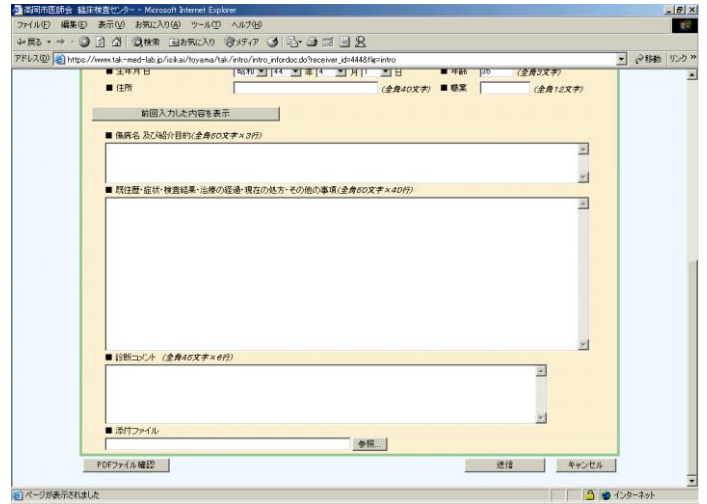 高岡市医師会 臨床検査センター - Microsoft Internet Explorer
ファイル(F) 編集(E) 表示(V) お気に入り(A) ツール(T) ヘルプ(H)
戻る 検索 お気に入り メディア
アドレス(D) https://www.tak-med-lab.jp/isikai/toyama/tak/intro/intro_infordoc.do?receiver_id=444&flg=intro 移動 リンク »
■ 生年月日 昭和 44 年 4 月 1 日 ■ 年齢 36 (全角3文字)
■ 住所 (全角40文字) ■ 職業 (全角12文字)
前回入力した内容を表示
■ 傷病名 及び紹介目的(全角60文字×3行)
■ 既往歴・症状・検査結果・治療の経過・現在の処方・その他の事項(全角60文字×40行)
■ 診断コメント (全角45文字×6行)
■ 添付ファイル
参照...
PDFファイル確認 送信 キャンセル
ページが表示されました インターネット